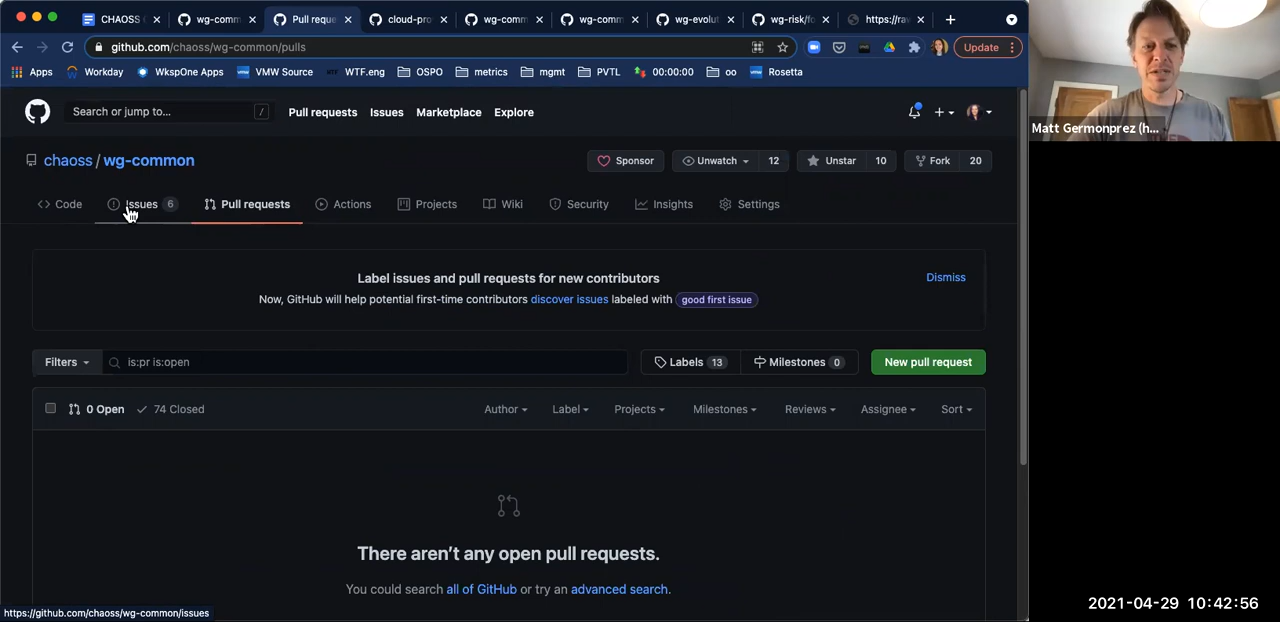 CHAOSS
wg-comm
Pull reque
cloud-pro
wg-comm
wg-comm
wg-evolut
wg-risk/fo
https://rav
github.com/chaoss/wg-common/pulls
Update
Apps
Workday
WkspOne Apps
VMW Source
WTF.eng
OSPO
metrics
mgmt
PVTL
00:00:00
oo
Rosetta
Search or jump to...
/
Pull requests
Issues
Marketplace
Explore
Matt Germonprez (h...
chaoss / wg-common
Sponsor
Unwatch 12
Unstar 10
Fork 20
Code
Issues 6
Pull requests
Actions
Projects
Wiki
Security
Insights
Settings
Label issues and pull requests for new contributors
Dismiss
Now, GitHub will help potential first-time contributors discover issues labeled with good first issue
Filters
is:pr is:open
Labels 13
Milestones 0
New pull request
0 Open
74 Closed
Author
Label
Projects
Milestones
Reviews
Assignee
Sort
There aren't any open pull requests.
You could search all of GitHub or try an advanced search.
https://github.com/chaoss/wg-common/issues
2021-04-29 10:42:56